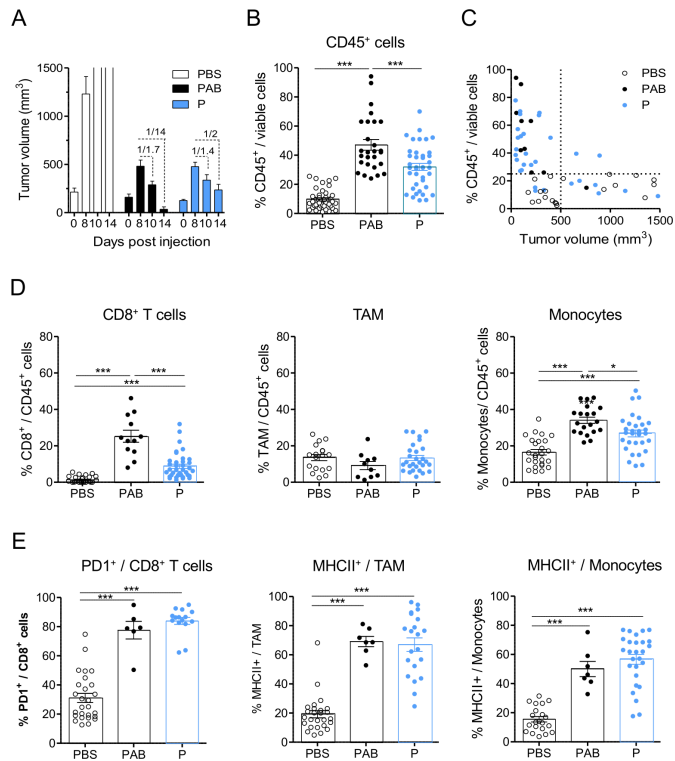 A
B
C
Tumor volume (mm3)
500
250
0
1000
1500
PBS
PAB
P
1/14
1/1.7
1/2
1/1.4
0 8 10 14 0 8 10 14 0 8 10 14
Days post injection
CD45+ cells
*** ***
% CD45+ / viable cells
100
80
60
40
20
0
PBS PAB P
PBS
PAB
P
% CD45+ / viable cells
100
80
60
40
20
0
0 500 1000 1500
Tumor volume (mm3)
D
CD8+ T cells
*** ***
***
% CD8+ / CD45+ cells
80
60
40
20
0
PBS PAB P
TAM
% TAM / CD45+ cells
80
60
40
20
0
PBS PAB P
Monocytes
*** *
***
***
% Monocytes/ CD45+ cells
80
60
40
20
0
PBS PAB P
E
PD1+ / CD8+ T cells
***
***
% PD1+ / CD8+ cells
100
80
60
40
20
0
PBS PAB P
MHCII+ / TAM
***
***
% MHCII+ / TAM
100
80
60
40
20
0
PBS PAB P
MHCII+ / Monocytes
***
***
% MHCII+ / Monocytes
100
80
60
40
20
0
PBS PAB P